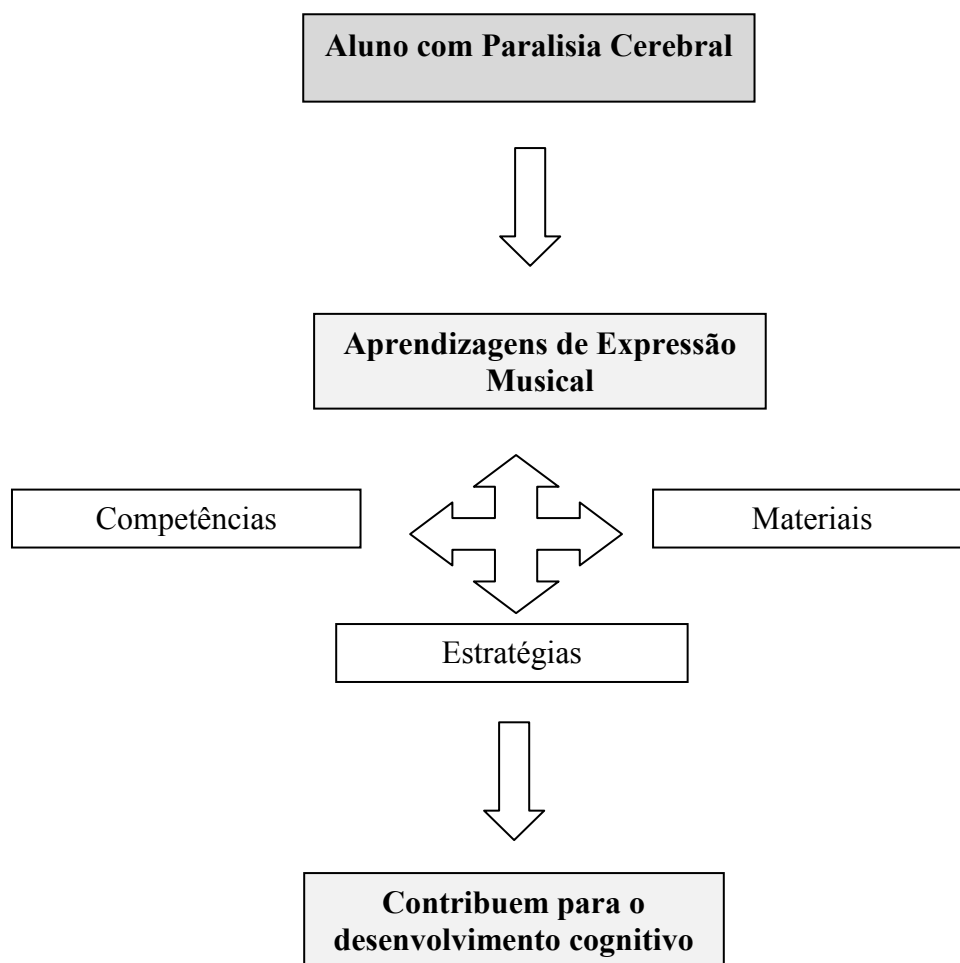 Aluno com Paralisia Cerebral
Aprendizagens de Expressão
Musical
Competências
Materiais
Estratégias
Contribuem para o
desenvolvimento cognitivo